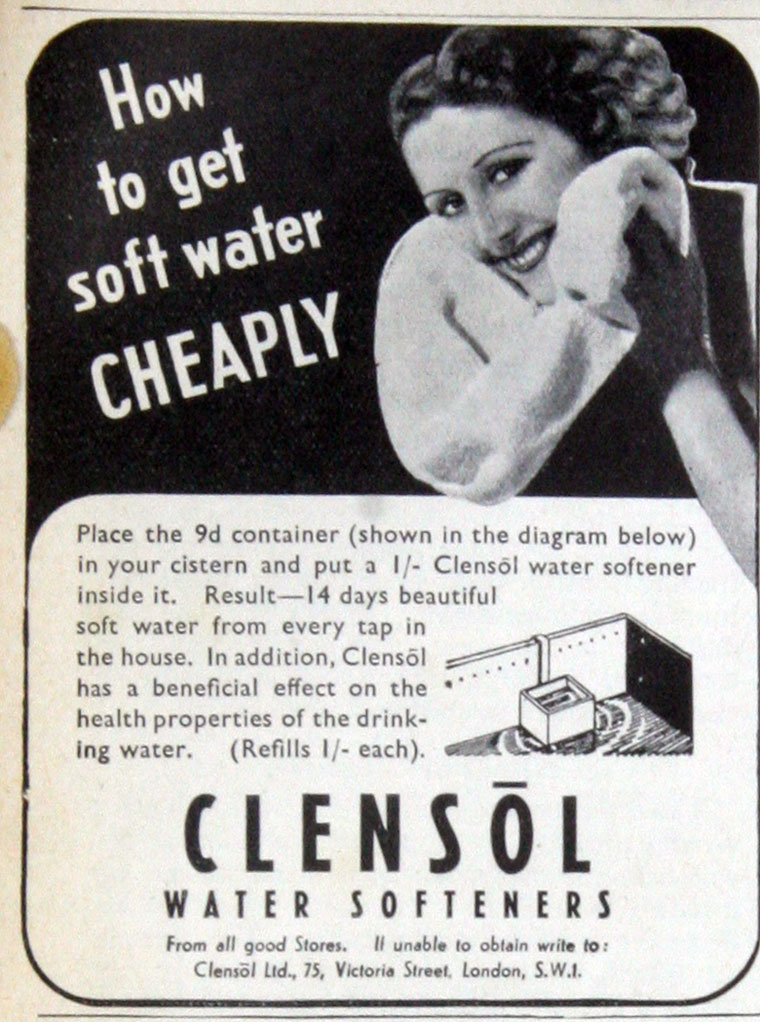 How
to get
soft water
CHEAPLY
Place the 9d container (shown in the diagram below)
in your cistern and put a 1/- Clensōl water softener
inside it. Result—14 days beautiful
soft water from every tap in
the house. In addition, Clensōl
has a beneficial effect on the
health properties of the drink-
ing water. (Refills 1/- each).
CLENSŌL
WATER SOFTENERS
From all good Stores. If unable to obtain write to:
Clensōl Ltd., 75, Victoria Street, London, S.W.1.